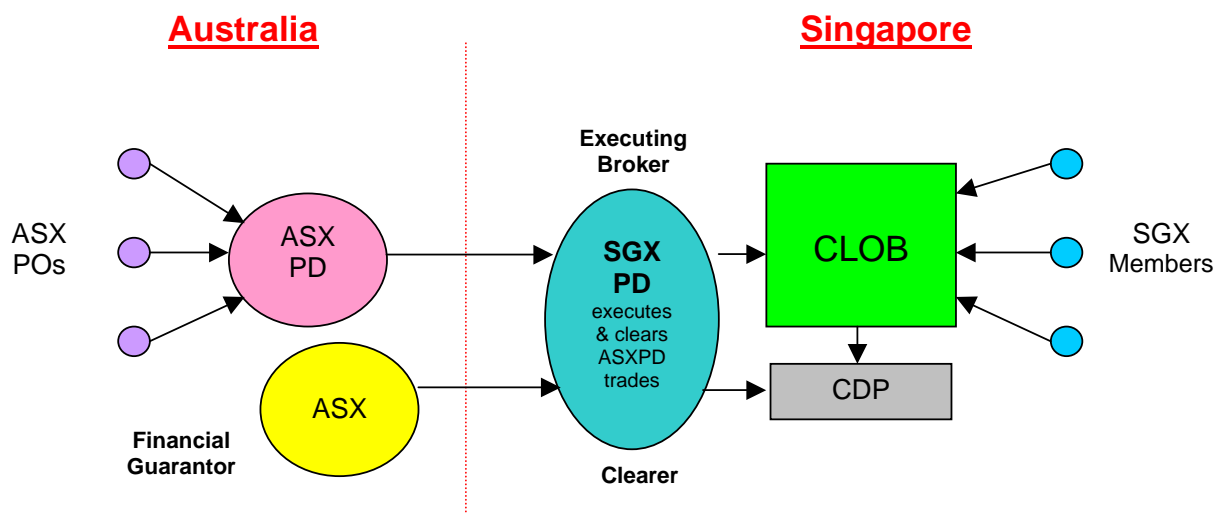 Australia
Singapore
Executing
Broker
ASX
POs
ASX
PD
SGX
PD
executes
& clears
ASXPD
trades
CLOB
SGX
Members
ASX
CDP
Financial
Guarantor
Clearer